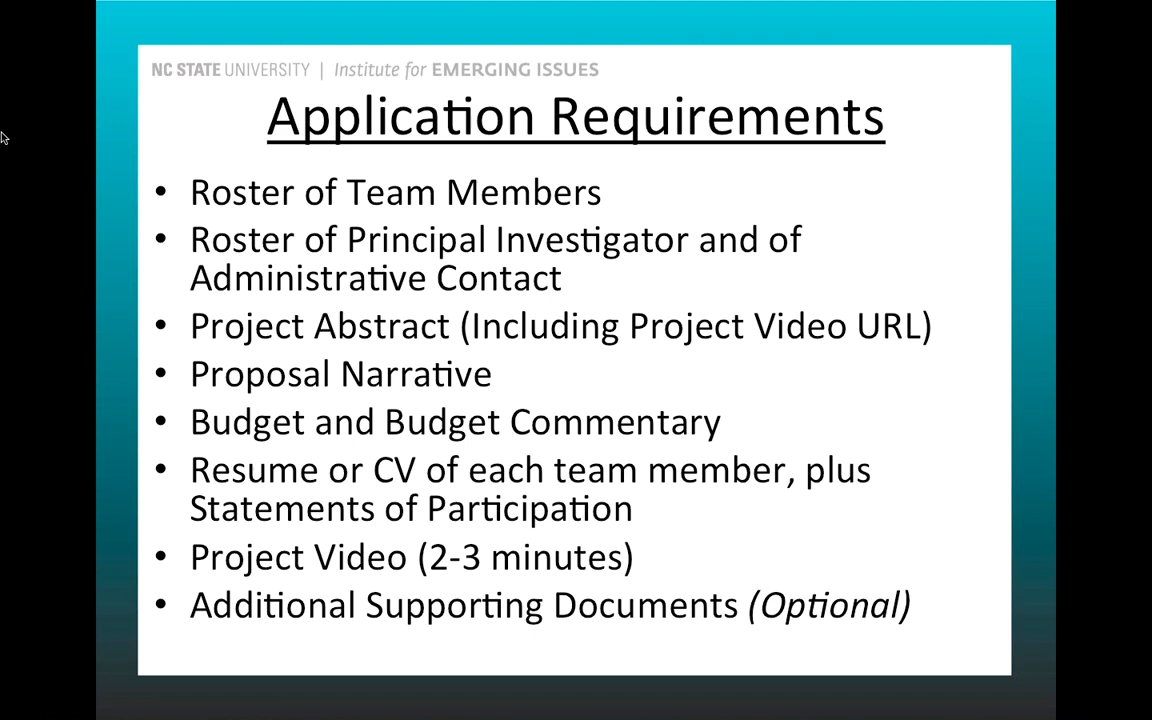 NC STATE UNIVERSITY | Institute for EMERGING ISSUES
Application Requirements
• Roster of Team Members
• Roster of Principal Investigator and of
Administrative Contact
• Project Abstract (Including Project Video URL)
• Proposal Narrative
• Budget and Budget Commentary
• Resume or CV of each team member, plus
Statements of Participation
• Project Video (2-3 minutes)
• Additional Supporting Documents (Optional)